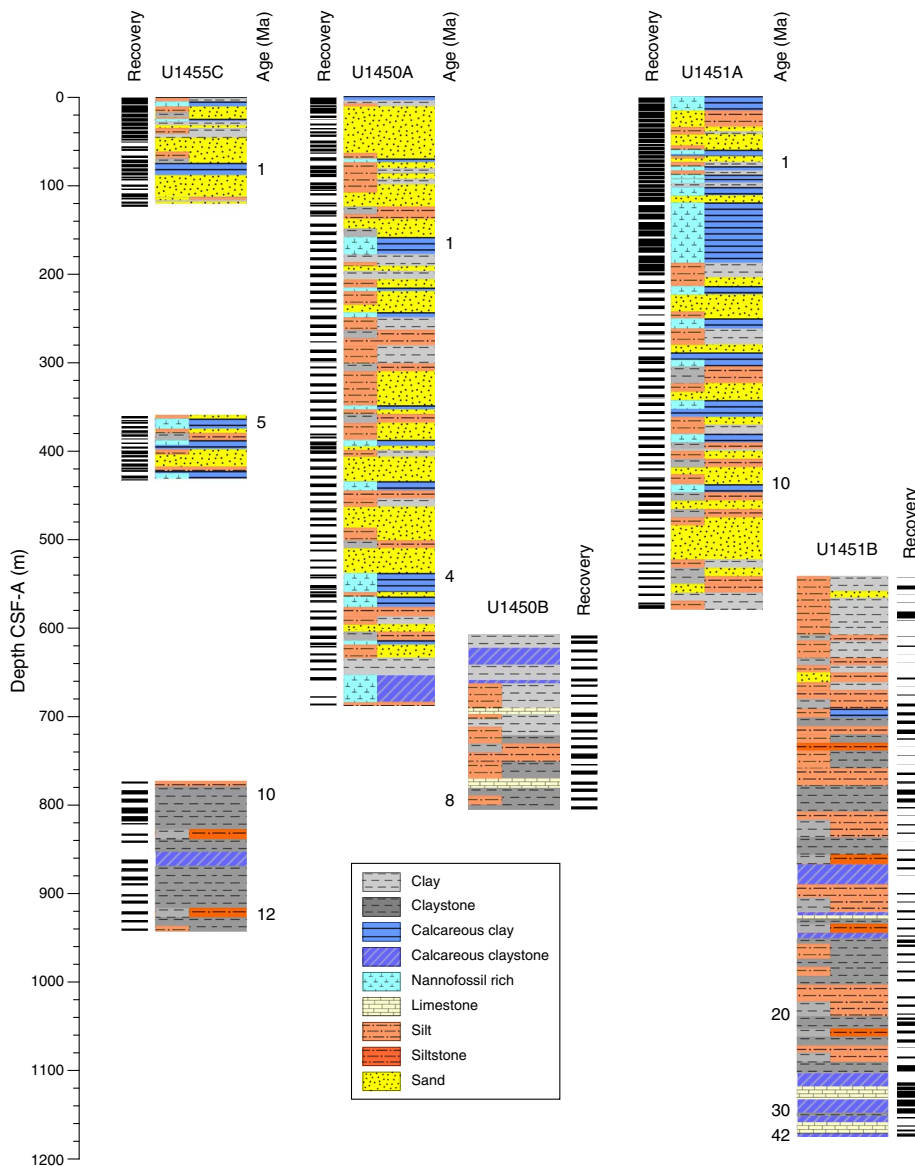 Recovery
U1455C
Age (Ma)
Recovery
U1450A
Age (Ma)
Recovery
U1451A
Age (Ma)
0
100
200
300
400
500
600
700
800
900
1000
1100
1200
Depth CSF-A (m)
1
5
10
12
1
4
8
1
10
U1450B
Recovery
U1451B
Recovery
20
30
42
Clay
Claystone
Calcareous clay
Calcareous claystone
Nannofossil rich
Limestone
Silt
Siltstone
Sand